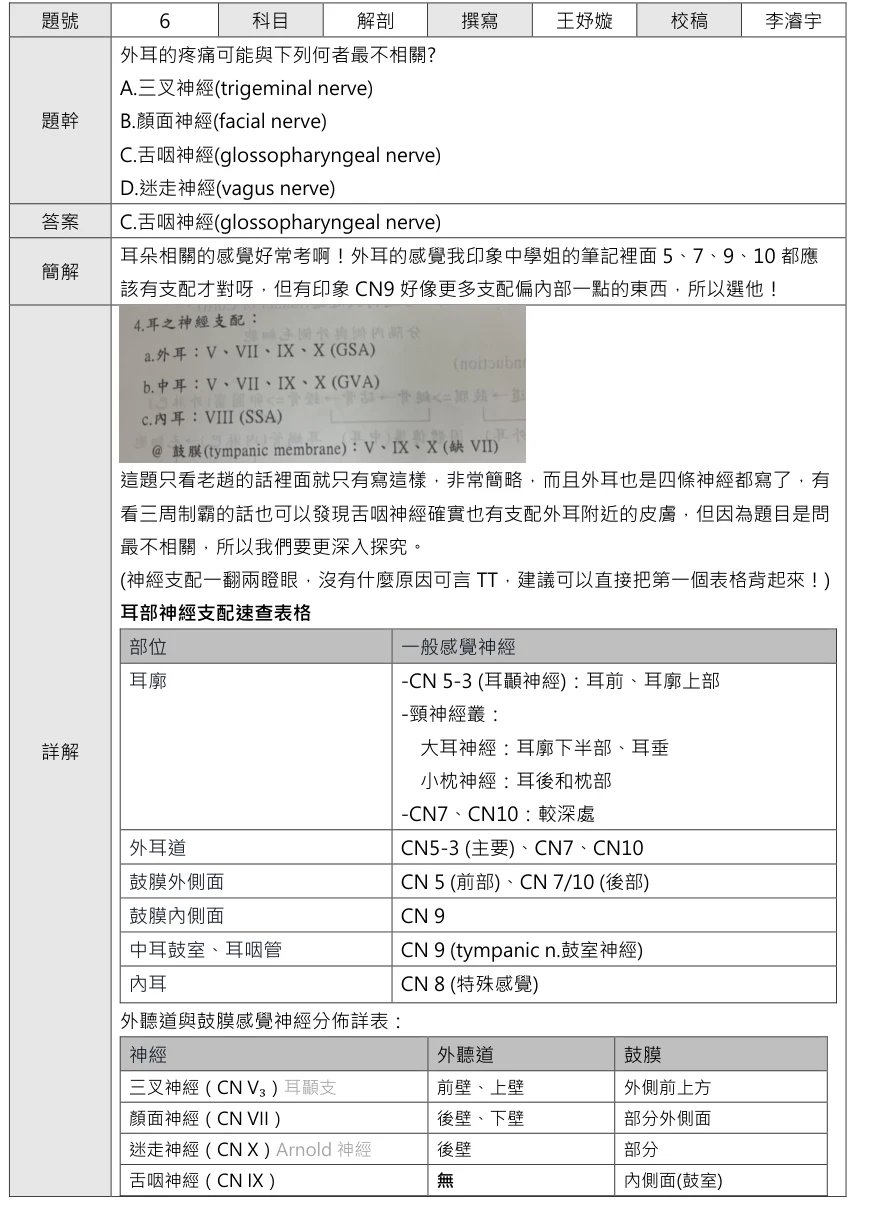 題號 6 科目 解剖 撰寫 王妤嫙 校稿 李濬宇
題幹
外耳的疼痛可能與下列何者最不相關?
A.三叉神經(trigeminal nerve)
B.顏面神經(facial nerve)
C.舌咽神經(glossopharyngeal nerve)
D.迷走神經(vagus nerve)
答案 C.舌咽神經(glossopharyngeal nerve)
簡解
耳朵相關的感覺好常考啊！外耳的感覺我印象中學姐的筆記裡面 5、7、9、10 都應
該有支配才對呀，但有印象 CN9 好像更多支配偏內部一點的東西，所以選他！
詳解
4.耳之神經支配：
a.外耳：V、VII、IX、X (GSA)
b.中耳：V、VII、IX、X (GVA)
c.內耳：VIII (SSA)
@ 鼓膜(tympanic membrane)：V、IX、X (缺 VII)
這題只看老趙的話裡面就只有寫這樣，非常簡略，而且外耳也是四條神經都寫了，有
看三周制霸的話也可以發現舌咽神經確實也有支配外耳附近的皮膚，但因為題目是問
最不相關，所以我們要更深入探究。
(神經支配一翻兩瞪眼，沒有什麼原因可言 TT，建議可以直接把第一個表格背起來！)
耳部神經支配速查表格
部位 一般感覺神經
耳廓 -CN 5-3 (耳顳神經)：耳前、耳廓上部
-頸神經叢：
大耳神經：耳廓下半部、耳垂
小枕神經：耳後和枕部
-CN7、CN10：較深處
外耳道 CN5-3 (主要)、CN7、CN10
鼓膜外側面 CN 5 (前部)、CN 7/10 (後部)
鼓膜內側面 CN 9
中耳鼓室、耳咽管 CN 9 (tympanic n.鼓室神經)
內耳 CN 8 (特殊感覺)
外聽道與鼓膜感覺神經分佈詳表：
神經 外聽道 鼓膜
三叉神經（CN V₃）耳顳支 前壁、上壁 外側前上方
顏面神經（CN VII） 後壁、下壁 部分外側面
迷走神經（CN X）Arnold 神經 後壁 部分
舌咽神經（CN IX） 無 內側面(鼓室)